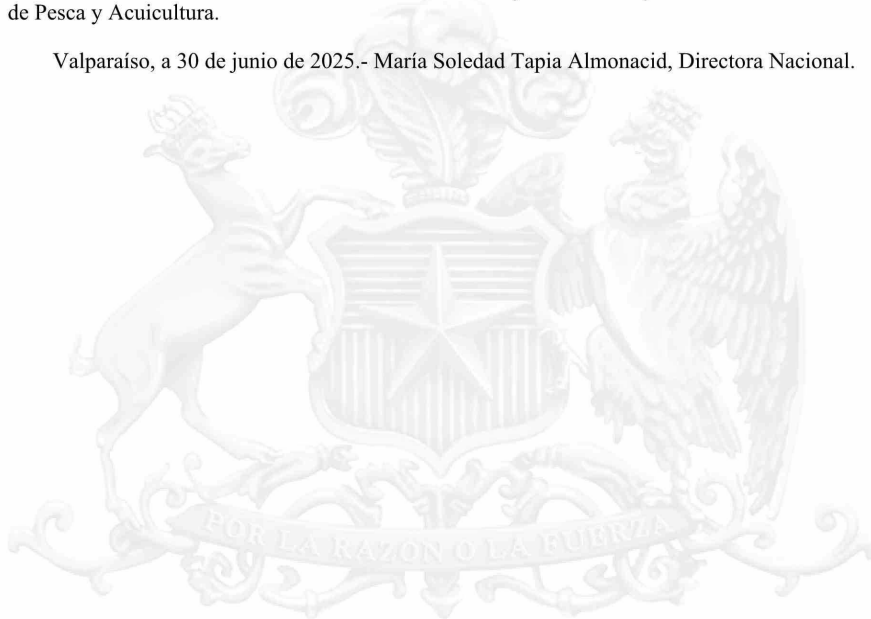 de Pesca y Acuicultura.
Valparaíso, a 30 de junio de 2025.- María Soledad Tapia Almonacid, Directora Nacional.
POR LA RAZON O LA FUERZA